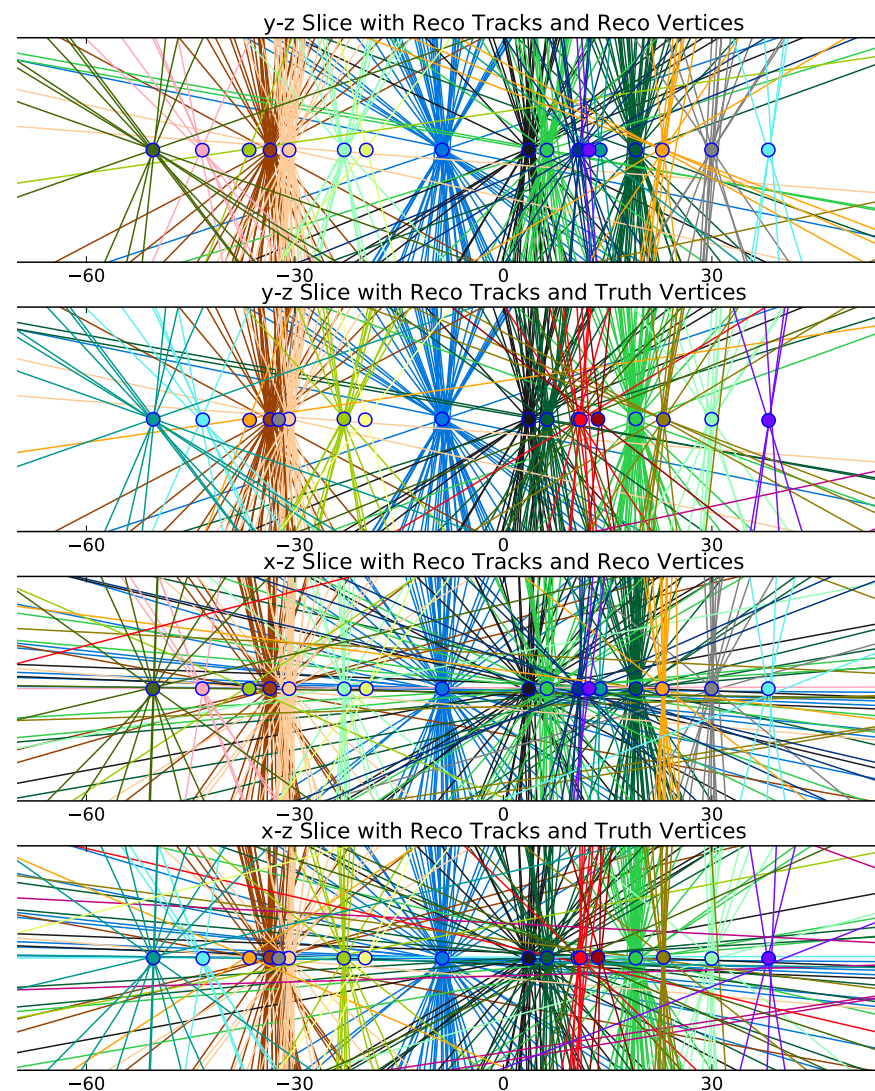 y-z Slice with Reco Tracks and Reco Vertices
−60 −30 0 30
y-z Slice with Reco Tracks and Truth Vertices
−60 −30 0 30
x-z Slice with Reco Tracks and Reco Vertices
−60 −30 0 30
x-z Slice with Reco Tracks and Truth Vertices
−60 −30 0 30